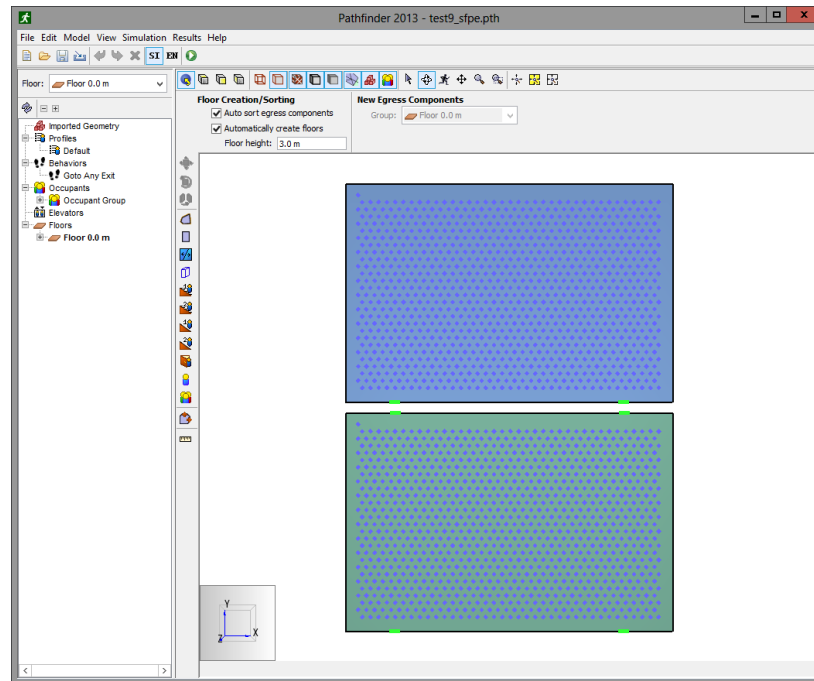 Pathfinder 2013 - test9_sfpe.pth
File Edit Model View Simulation Results Help
SI EN
Floor: Floor 0.0 m
Floor Creation/Sorting
Auto sort egress components
Automatically create floors
Floor height: 3.0 m
New Egress Components
Group: Floor 0.0 m
Imported Geometry
Profiles
Default
Behaviors
Goto Any Exit
Occupants
Occupant Group
Elevators
Floors
Floor 0.0 m
Y
Z X